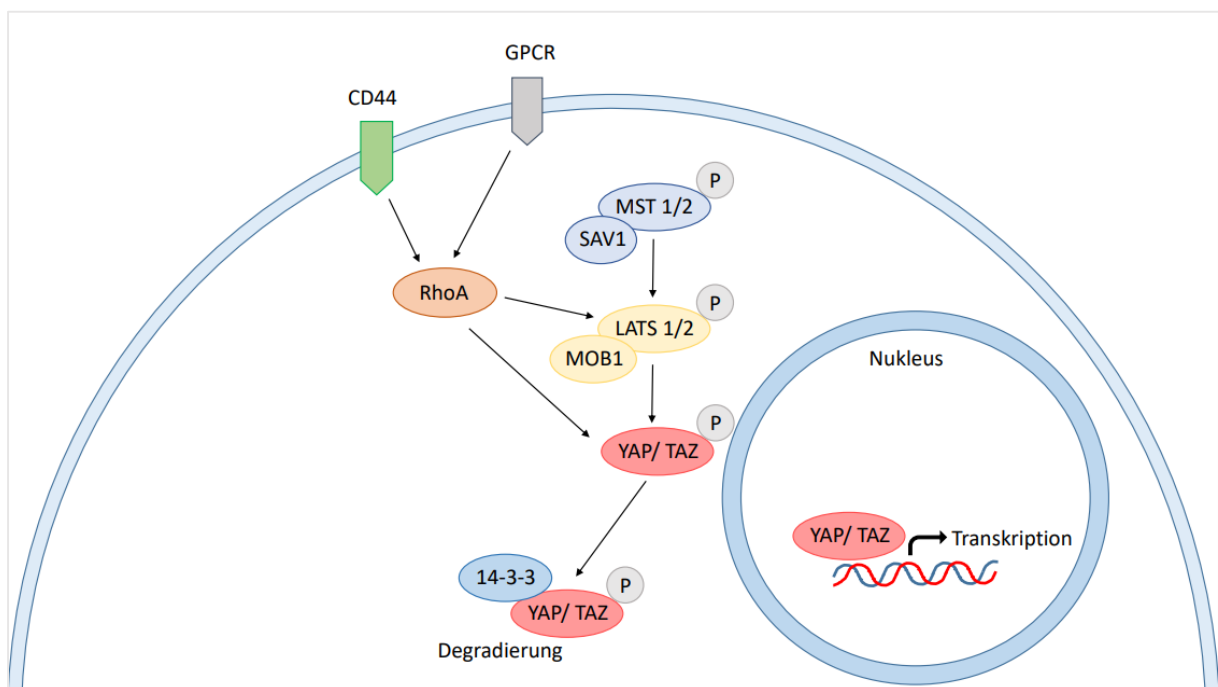 GPCR
CD44
P
MST 1/2
SAV1
RhoA
P
LATS 1/2
MOB1
Nukleus
P
YAP/ TAZ
YAP/ TAZ
Transkription
14-3-3
P
YAP/ TAZ
Degradierung